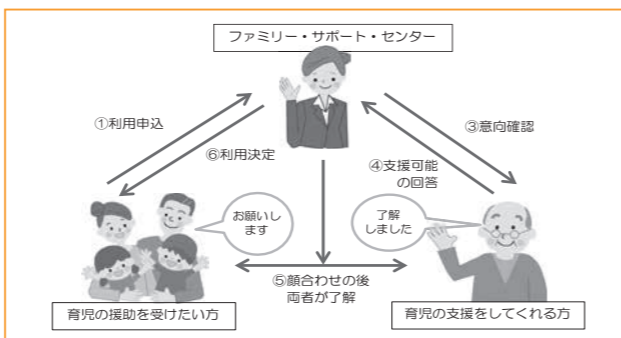 ファミリー・サポート・センター
①利用申込
⑥利用決定
③意向確認
④支援可能
の回答
お願いし
ます
了解
しました
⑤顔合わせの後
両者が了解
育児の援助を受けたい方
育児の支援をしてくれる方